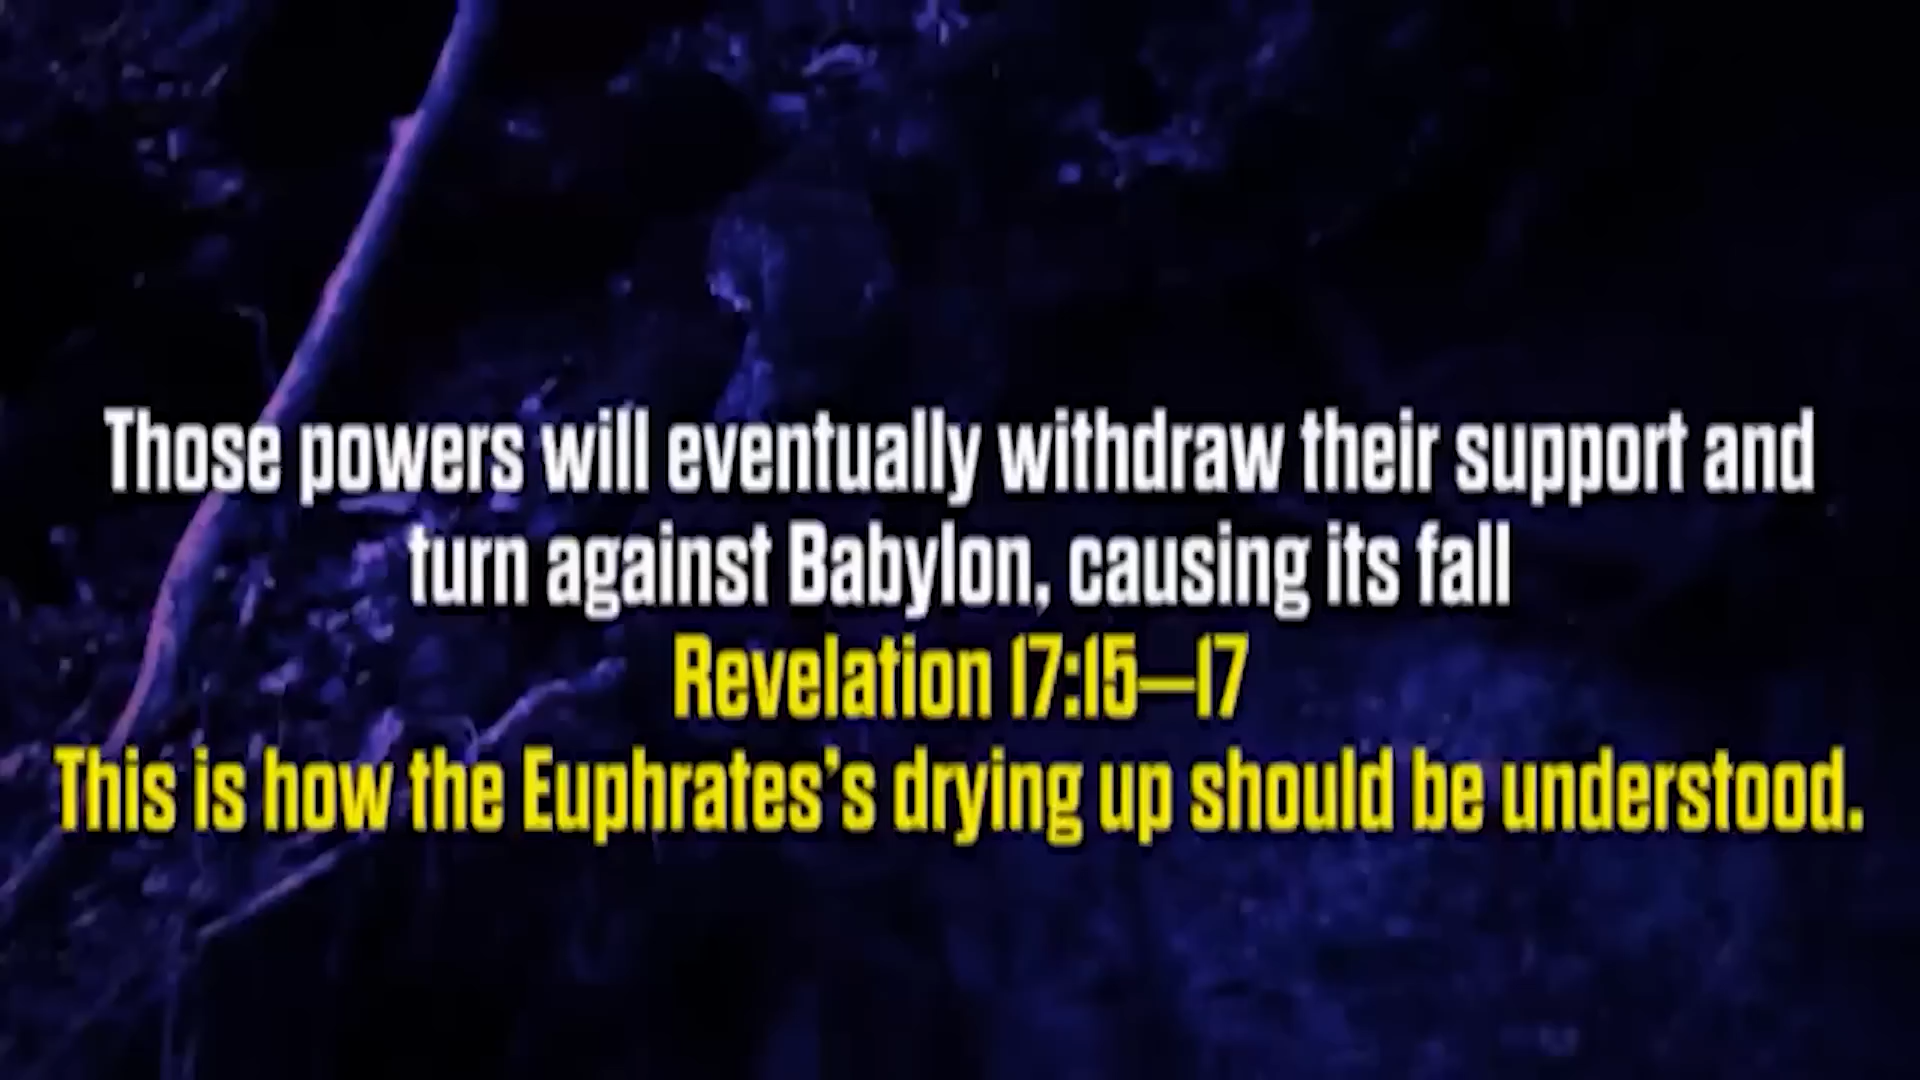 Those powers will eventually withdraw their support and
turn against Babylon, causing its fall
Revelation 17:15—17
This is how the Euphrates’s drying up should be understood.